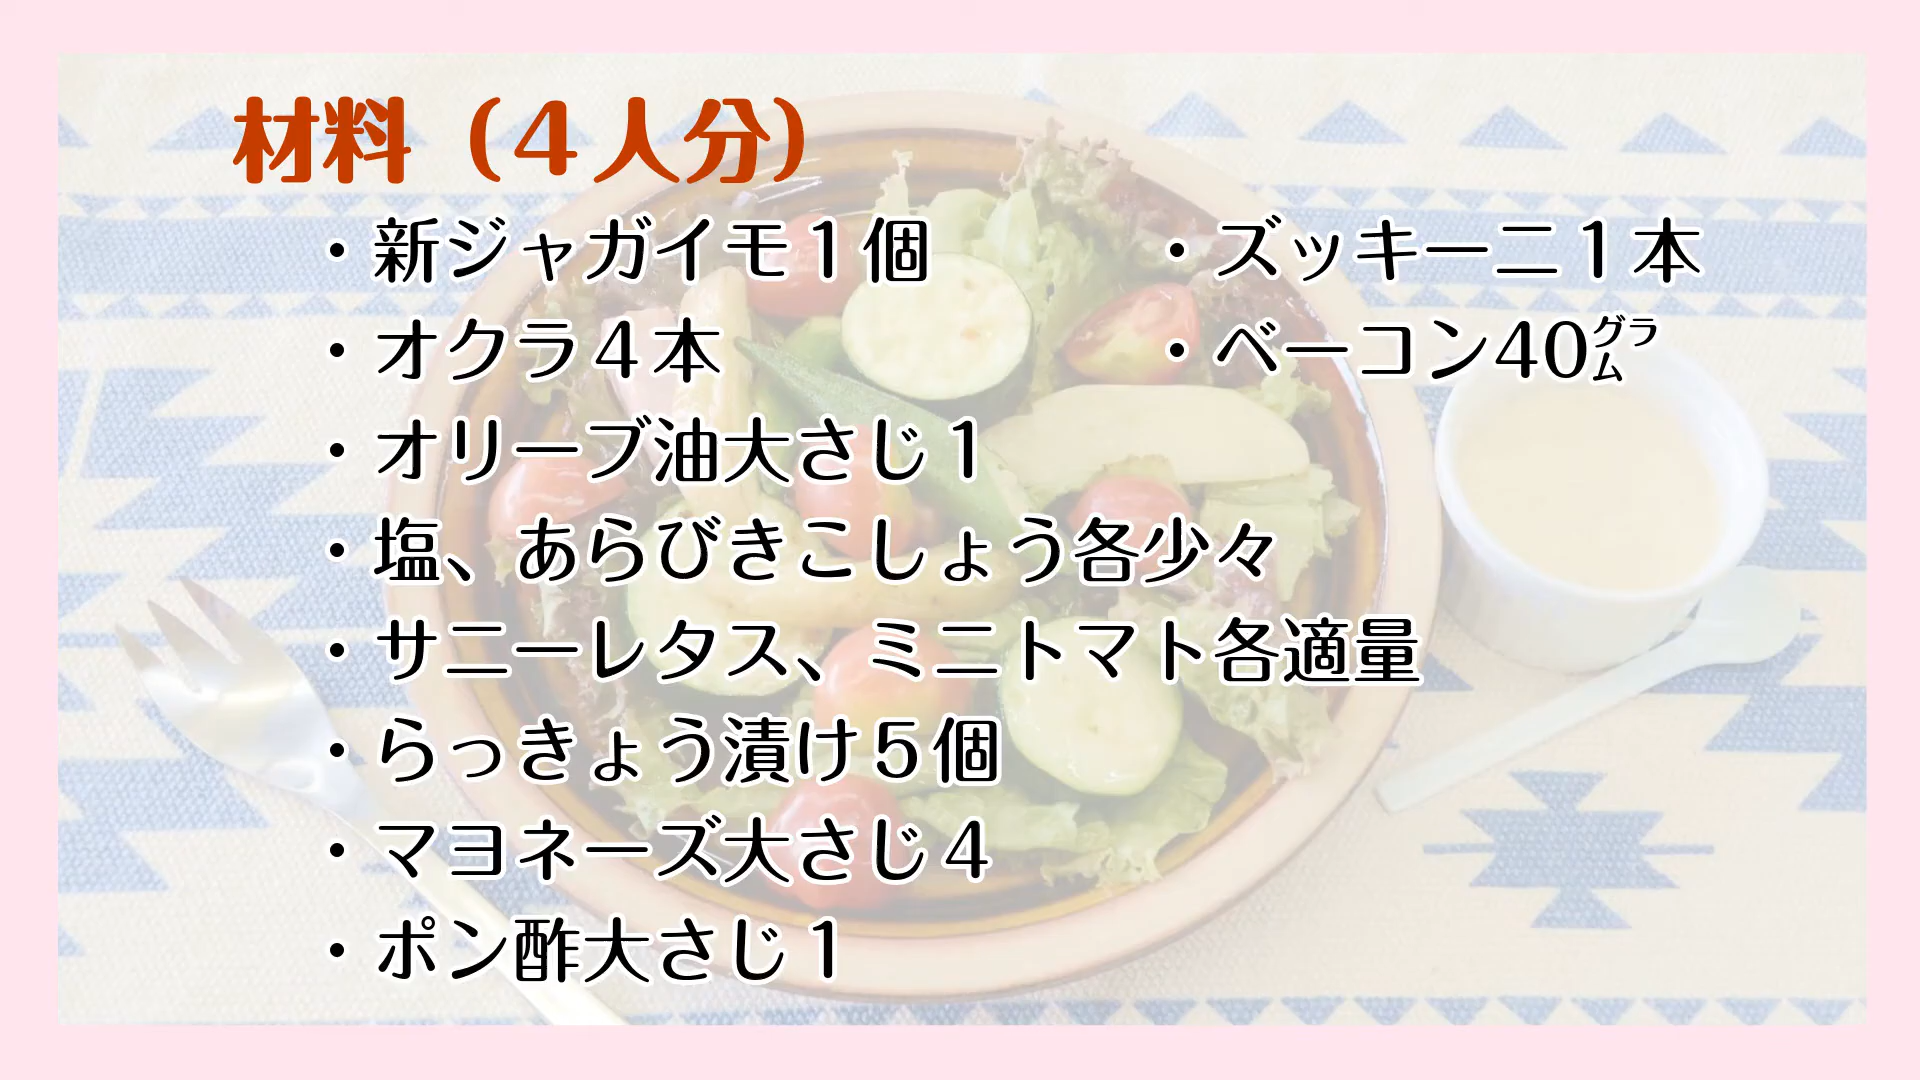 材料（４人分）
・新ジャガイモ１個
・ズッキーニ１本
・オクラ４本
・ベーコン40㌘
・オリーブ油大さじ１
・塩、あらびきこしょう各少々
・サニーレタス、ミニトマト各適量
・らっきょう漬け５個
・マヨネーズ大さじ４
・ポン酢大さじ１